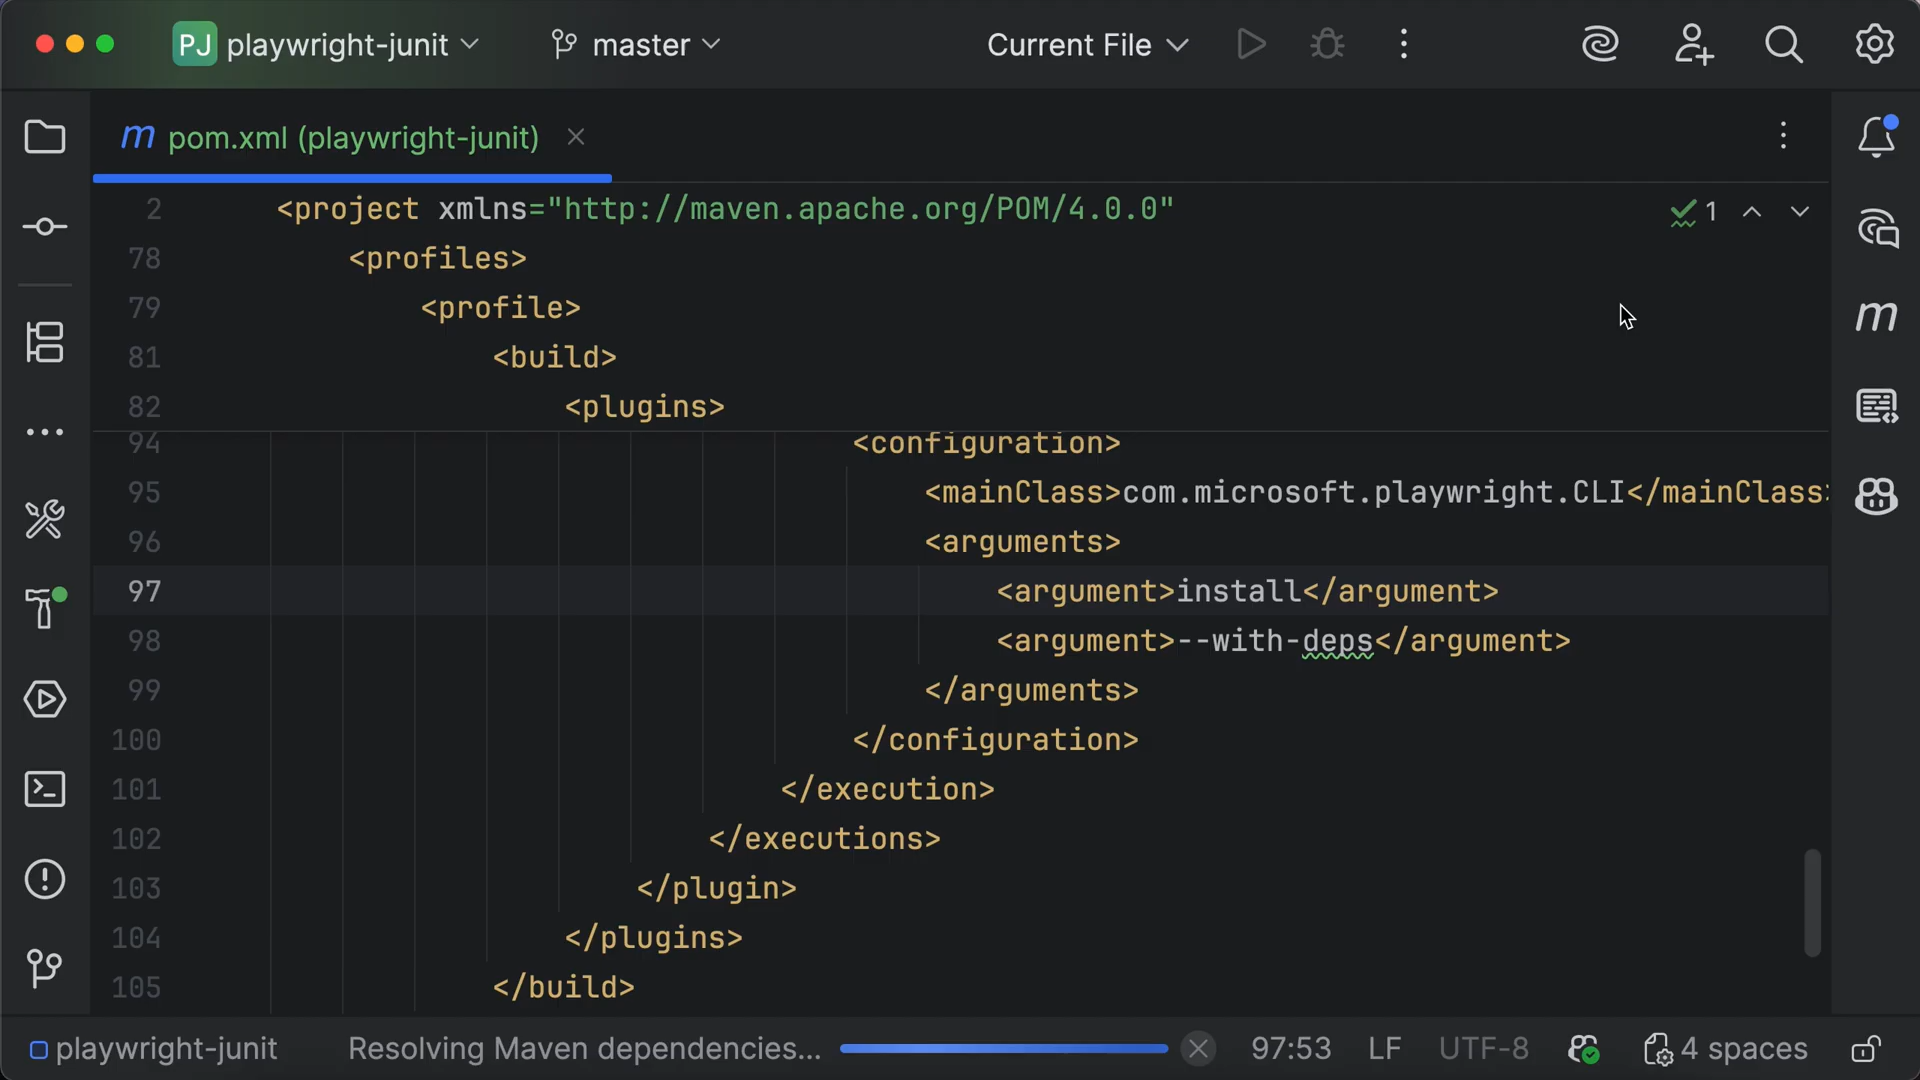 PJ playwright-junit master Current File
m pom.xml (playwright-junit)
2 <project xmlns="http://maven.apache.org/POM/4.0.0" 1
78 <profiles>
79 <profile>
81 <build>
82 <plugins>
94 <configuration>
95 <mainClass>com.microsoft.playwright.CLI</mainClass>
96 <arguments>
97 <argument>install</argument>
98 <argument>--with-deps</argument>
99 </arguments>
100 </configuration>
101 </execution>
102 </executions>
103 </plugin>
104 </plugins>
105 </build>
playwright-junit Resolving Maven dependencies... 97:53 LF UTF-8 4 spaces